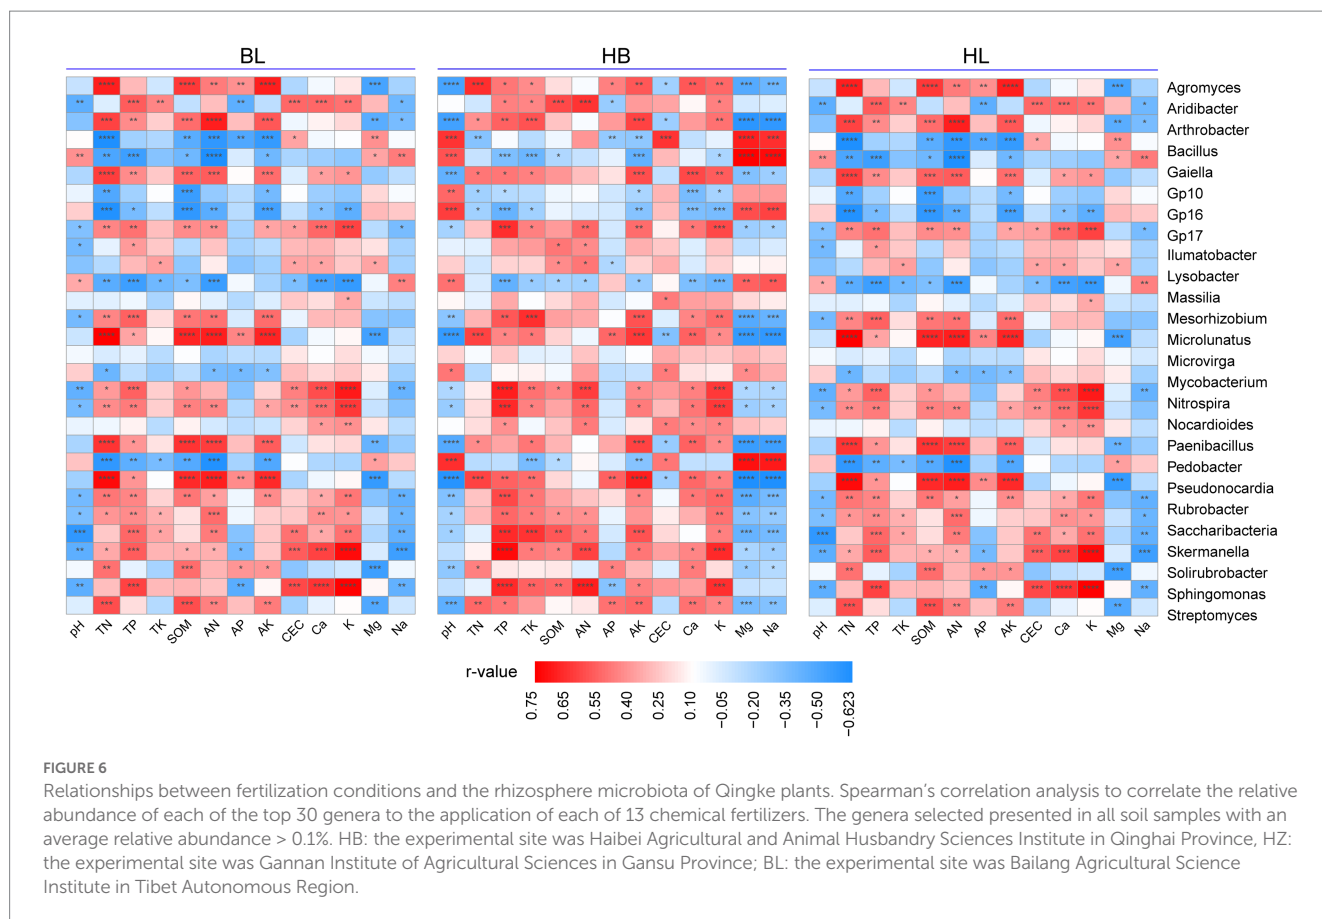 BL HB HL
Agromyces
Aridibacter
Arthrobacter
Bacillus
Gaiella
Gp10
Gp16
Gp17
Ilumatobacter
Lysobacter
Massilia
Mesorhizobium
Microlunatus
Microvirga
Mycobacterium
Nitrospira
Nocardioides
Paenibacillus
Pedobacter
Pseudonocardia
Rubrobacter
Saccharibacteria
Skermanella
Solirubrobacter
Sphingomonas
Streptomyces
pH TN TP TK SOM AN AP AK CEC Ca K Mg Na
pH TN TP TK SOM AN AP AK CEC Ca K Mg Na
pH TN TP TK SOM AN AP AK CEC Ca K Mg Na
r-value
0.75 0.65 0.55 0.40 0.25 0.10 −0.05 −0.20 −0.35 −0.50 −0.623
FIGURE 6
Relationships between fertilization conditions and the rhizosphere microbiota of Qingke plants. Spearman’s correlation analysis to correlate the relative
abundance of each of the top 30 genera to the application of each of 13 chemical fertilizers. The genera selected presented in all soil samples with an
average relative abundance > 0.1%. HB: the experimental site was Haibei Agricultural and Animal Husbandry Sciences Institute in Qinghai Province, HZ:
the experimental site was Gannan Institute of Agricultural Sciences in Gansu Province; BL: the experimental site was Bailang Agricultural Science
Institute in Tibet Autonomous Region.